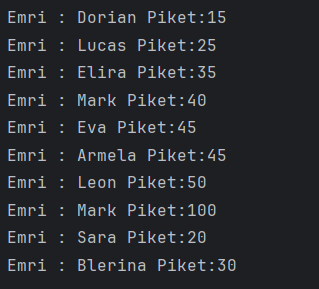 Emri : Dorian Piket:15
Emri : Lucas Piket:25
Emri : Elira Piket:35
Emri : Mark Piket:40
Emri : Eva Piket:45
Emri : Armela Piket:45
Emri : Leon Piket:50
Emri : Mark Piket:100
Emri : Sara Piket:20
Emri : Blerina Piket:30